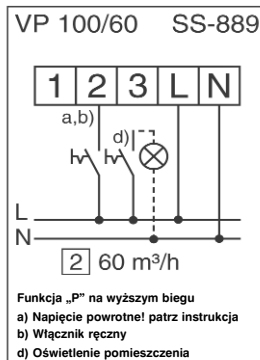 VP 100/60 SS-889
1 2 3 L N
a,b)
d)
L
N
2 60 m³/h
Funkcja „P” na wyższym biegu
a) Napięcie powrotne! patrz instrukcja
b) Włącznik ręczny
d) Oświetlenie pomieszczenia